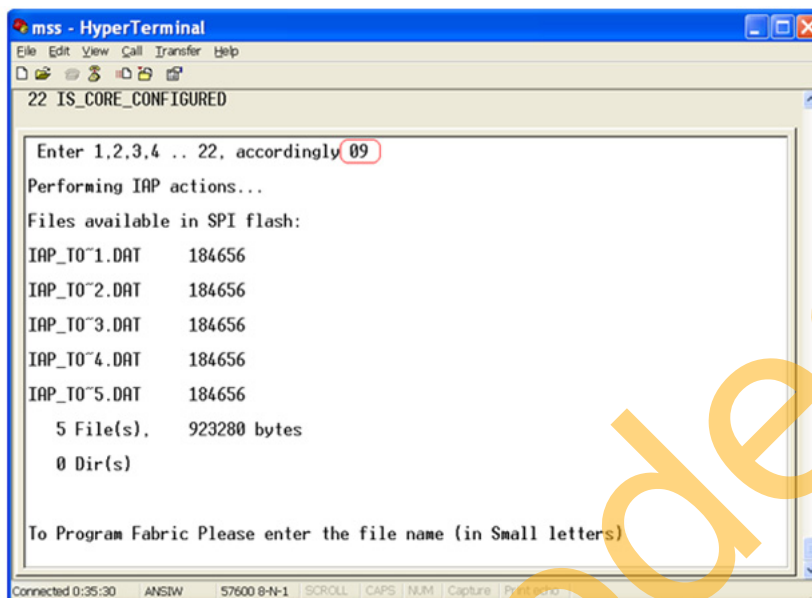 mss - HyperTerminal
File Edit View Call Transfer Help
22 IS_CORE_CONFIGURED
Enter 1,2,3,4 .. 22, accordingly 09
Performing IAP actions...
Files available in SPI flash:
IAP_TO~1.DAT 184656
IAP_TO~2.DAT 184656
IAP_TO~3.DAT 184656
IAP_TO~4.DAT 184656
IAP_TO~5.DAT 184656
5 File(s), 923280 bytes
0 Dir(s)
To Program Fabric Please enter the file name (in Small letters)
Connected 0:35:30 ANSIW 57600 8-N-1 SCROLL CAPS NUM Capture Print echo